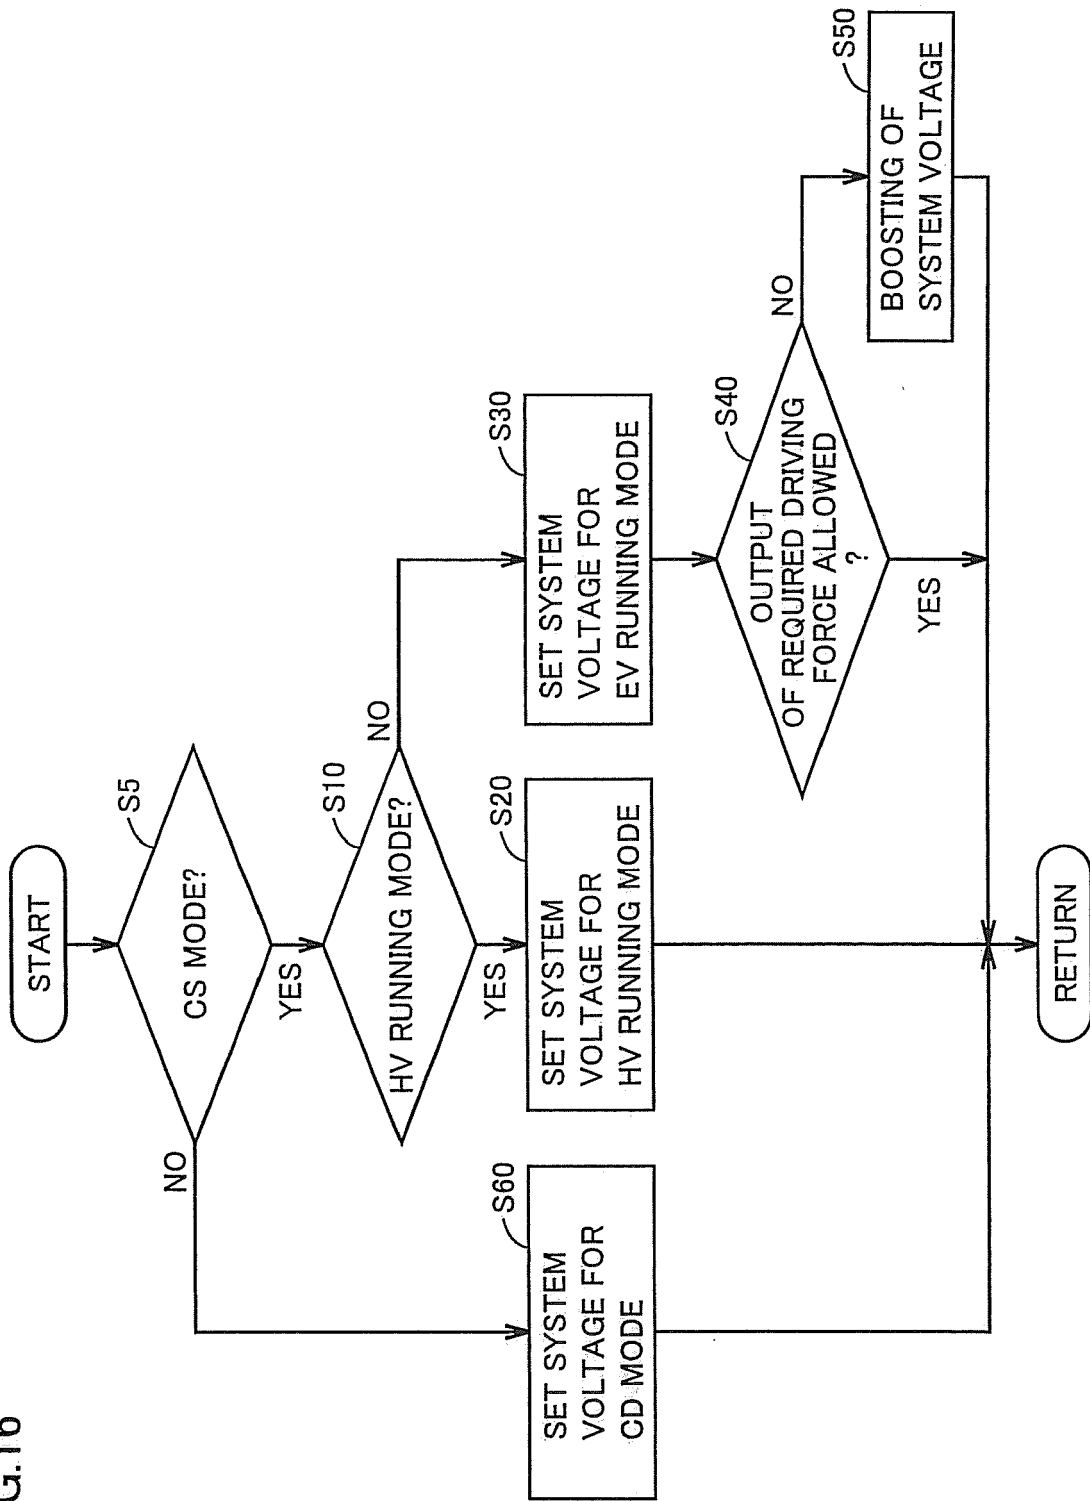 G.16
START
S5
CS MODE?
NO
YES
S10
HV RUNNING MODE?
NO
YES
S60
SET SYSTEM
VOLTAGE FOR
CD MODE
S20
SET SYSTEM
VOLTAGE FOR
HV RUNNING MODE
S30
SET SYSTEM
VOLTAGE FOR
EV RUNNING MODE
S40
OUTPUT
OF REQUIRED DRIVING
FORCE ALLOWED
?
NO
YES
S50
BOOSTING OF
SYSTEM VOLTAGE
RETURN